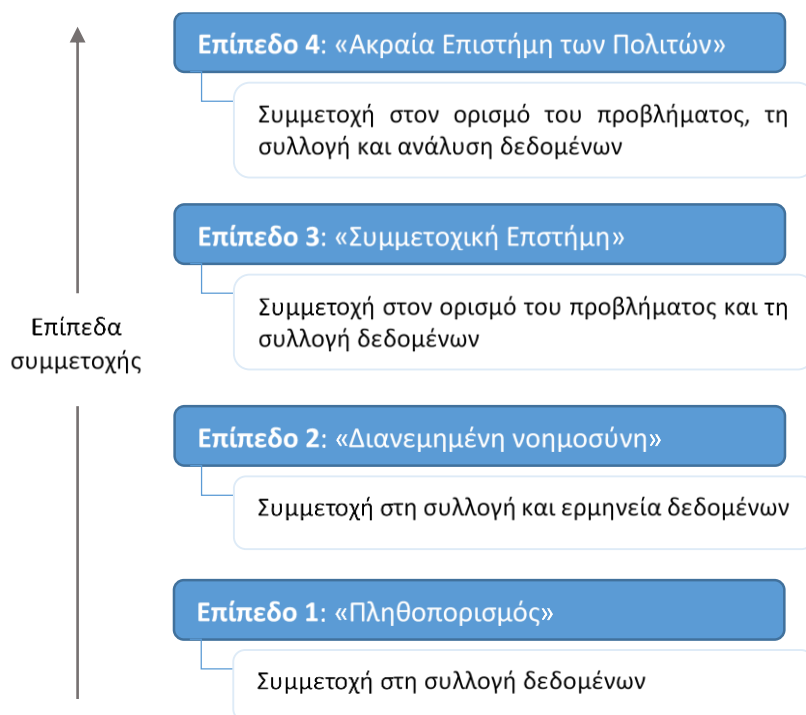 Επίπεδο 4: «Ακραία Επιστήμη των Πολιτών»
Συμμετοχή στον ορισμό του προβλήματος, τη
συλλογή και ανάλυση δεδομένων
Επίπεδο 3: «Συμμετοχική Επστήμη»
Συμμετοχή στον ορισμό του προβλήματος και τη
συλλογή δεδομένων
Επίπεδα
συμμετοχής
Επίπεδο 2: «Διανεμημένη νοημοσύνη»
Συμμετοχή στη συλλογή και ερμηνεία δεδομένων
Επίπεδο 1: «Πληθοπορισμός»
Συμμετοχή στη συλλογή δεδομένων